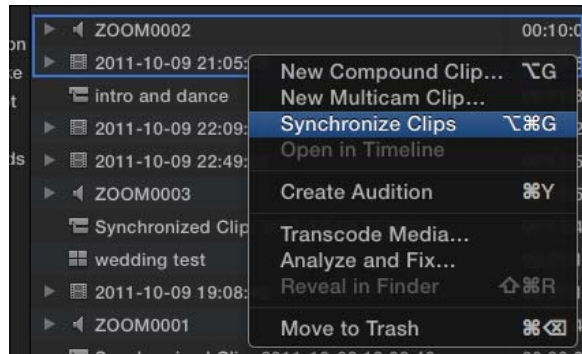 ZOOM0002 00:10:0
2011-10-09 21:05:
intro and dance
2011-10-09 22:09:
2011-10-09 22:49:
ZOOM0003
Synchronized Clip
wedding test
2011-10-09 19:08:
ZOOM0001
New Compound Clip... ⌥G
New Multicam Clip...
Synchronize Clips ⌥⌘G
Open in Timeline
Create Audition ⌘Y
Transcode Media...
Analyze and Fix...
Reveal in Finder ⇧⌘R
Move to Trash ⌘⌫